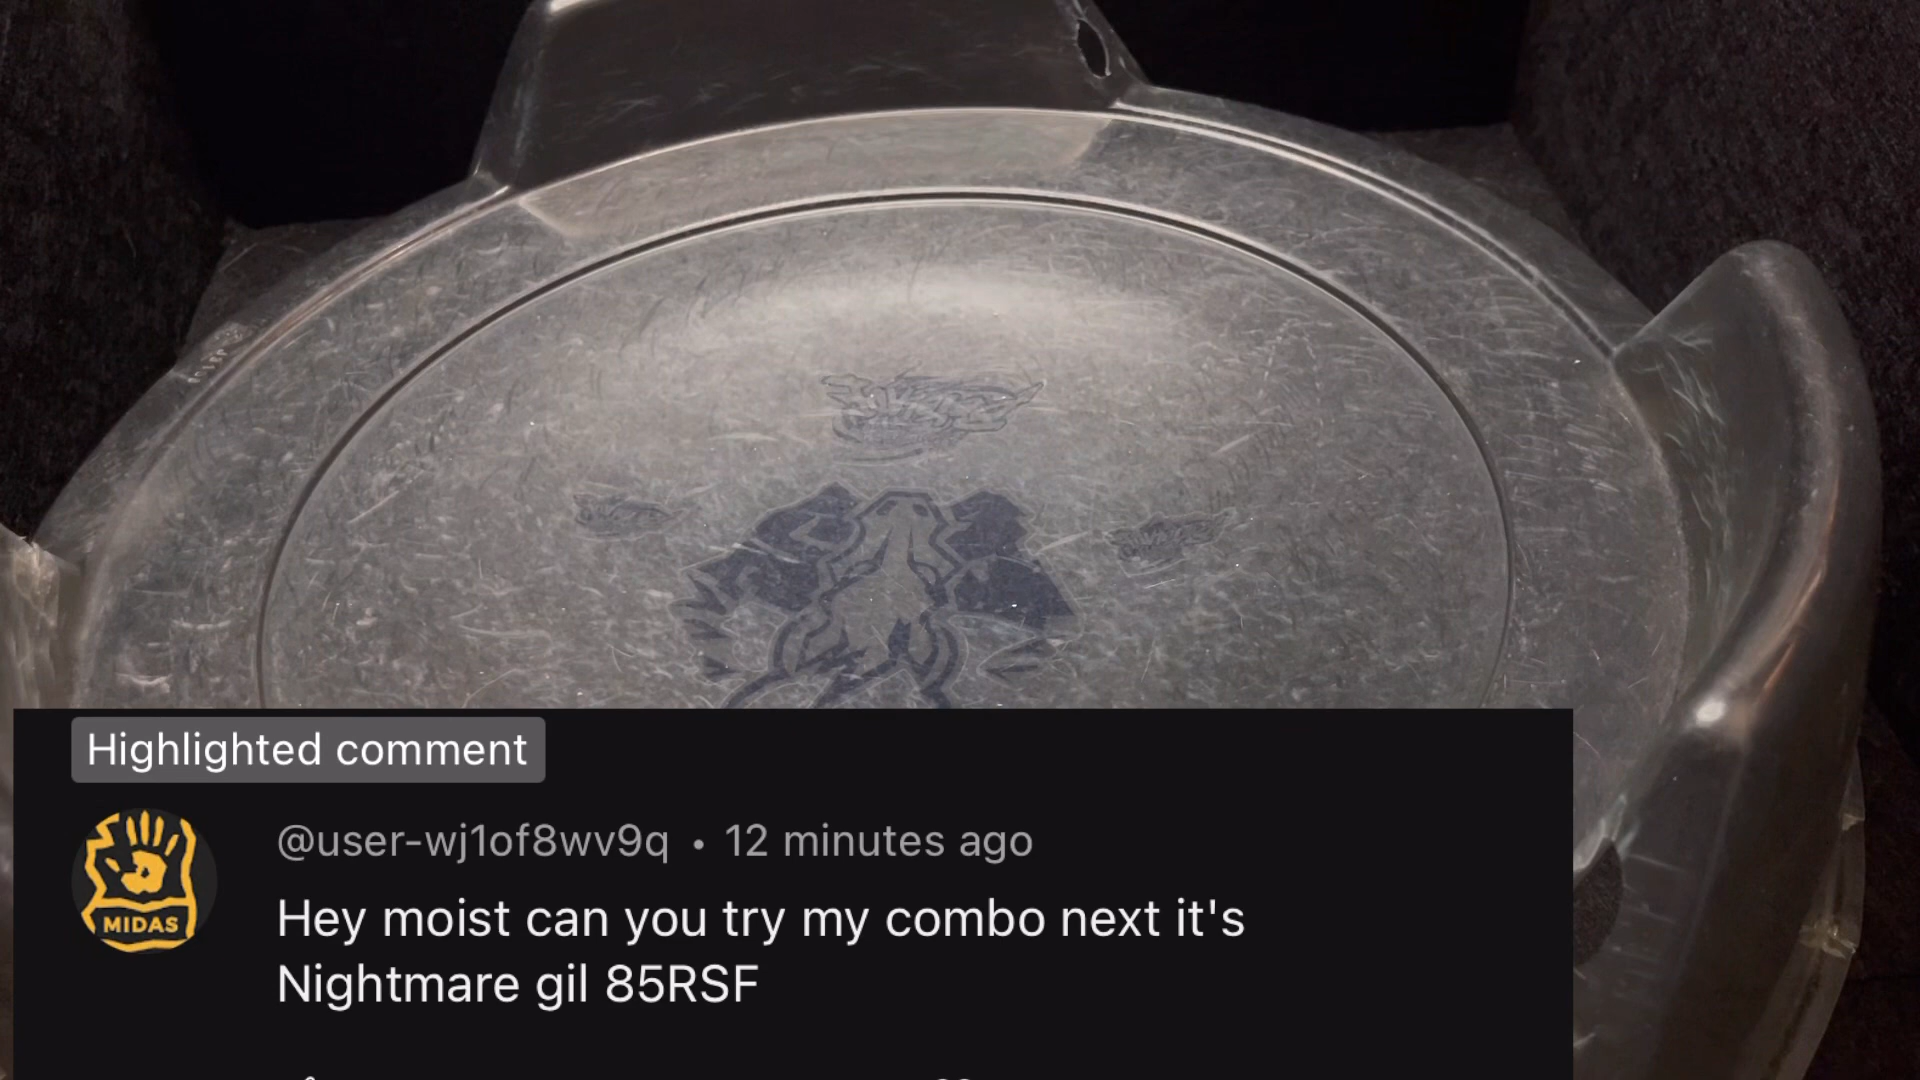 Highlighted comment
@user-wj1of8wv9q • 12 minutes ago
MIDAS
Hey moist can you try my combo next it's
Nightmare gil 85RSF